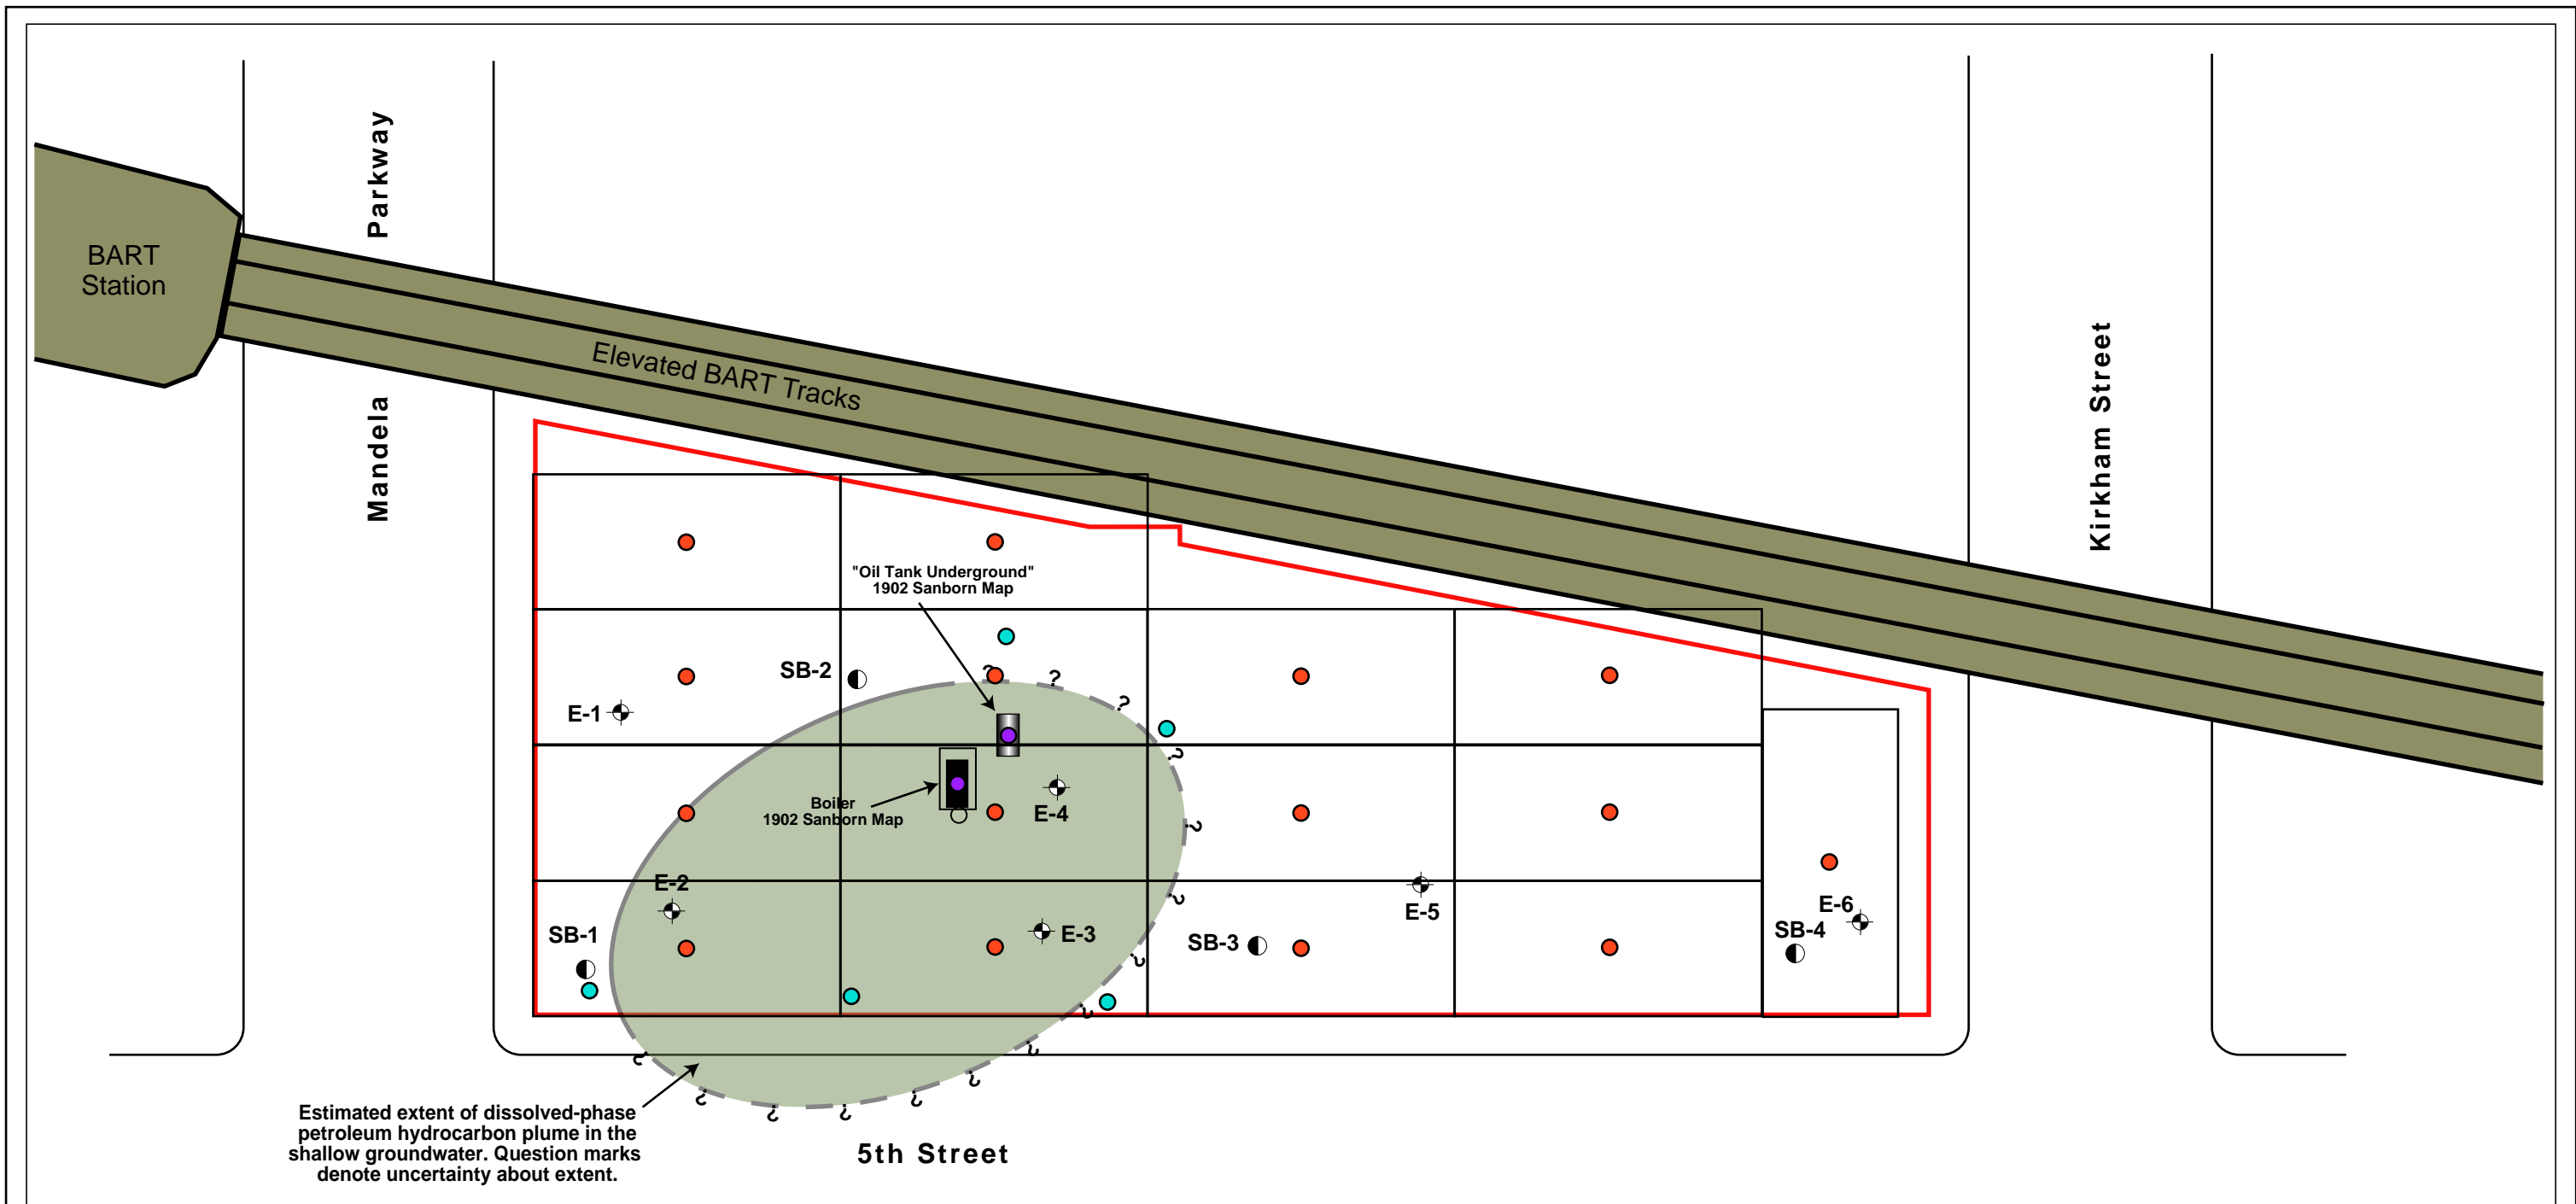 Parkway
Mandela
BART
Station
Elevated BART Tracks
Kirkham Street
"Oil Tank Underground"
1902 Sanborn Map
SB-2
?
?
?
E-1
?
Boiler
1902 Sanborn Map
E-4
?
E-2
?
E-5
E-6
SB-1
E-3
SB-3
SB-4
?
?
?
?
?
?
?
?
?
?
Estimated extent of dissolved-phase
petroleum hydrocarbon plume in the
shallow groundwater. Question marks
denote uncertainty about extent.
5th Street